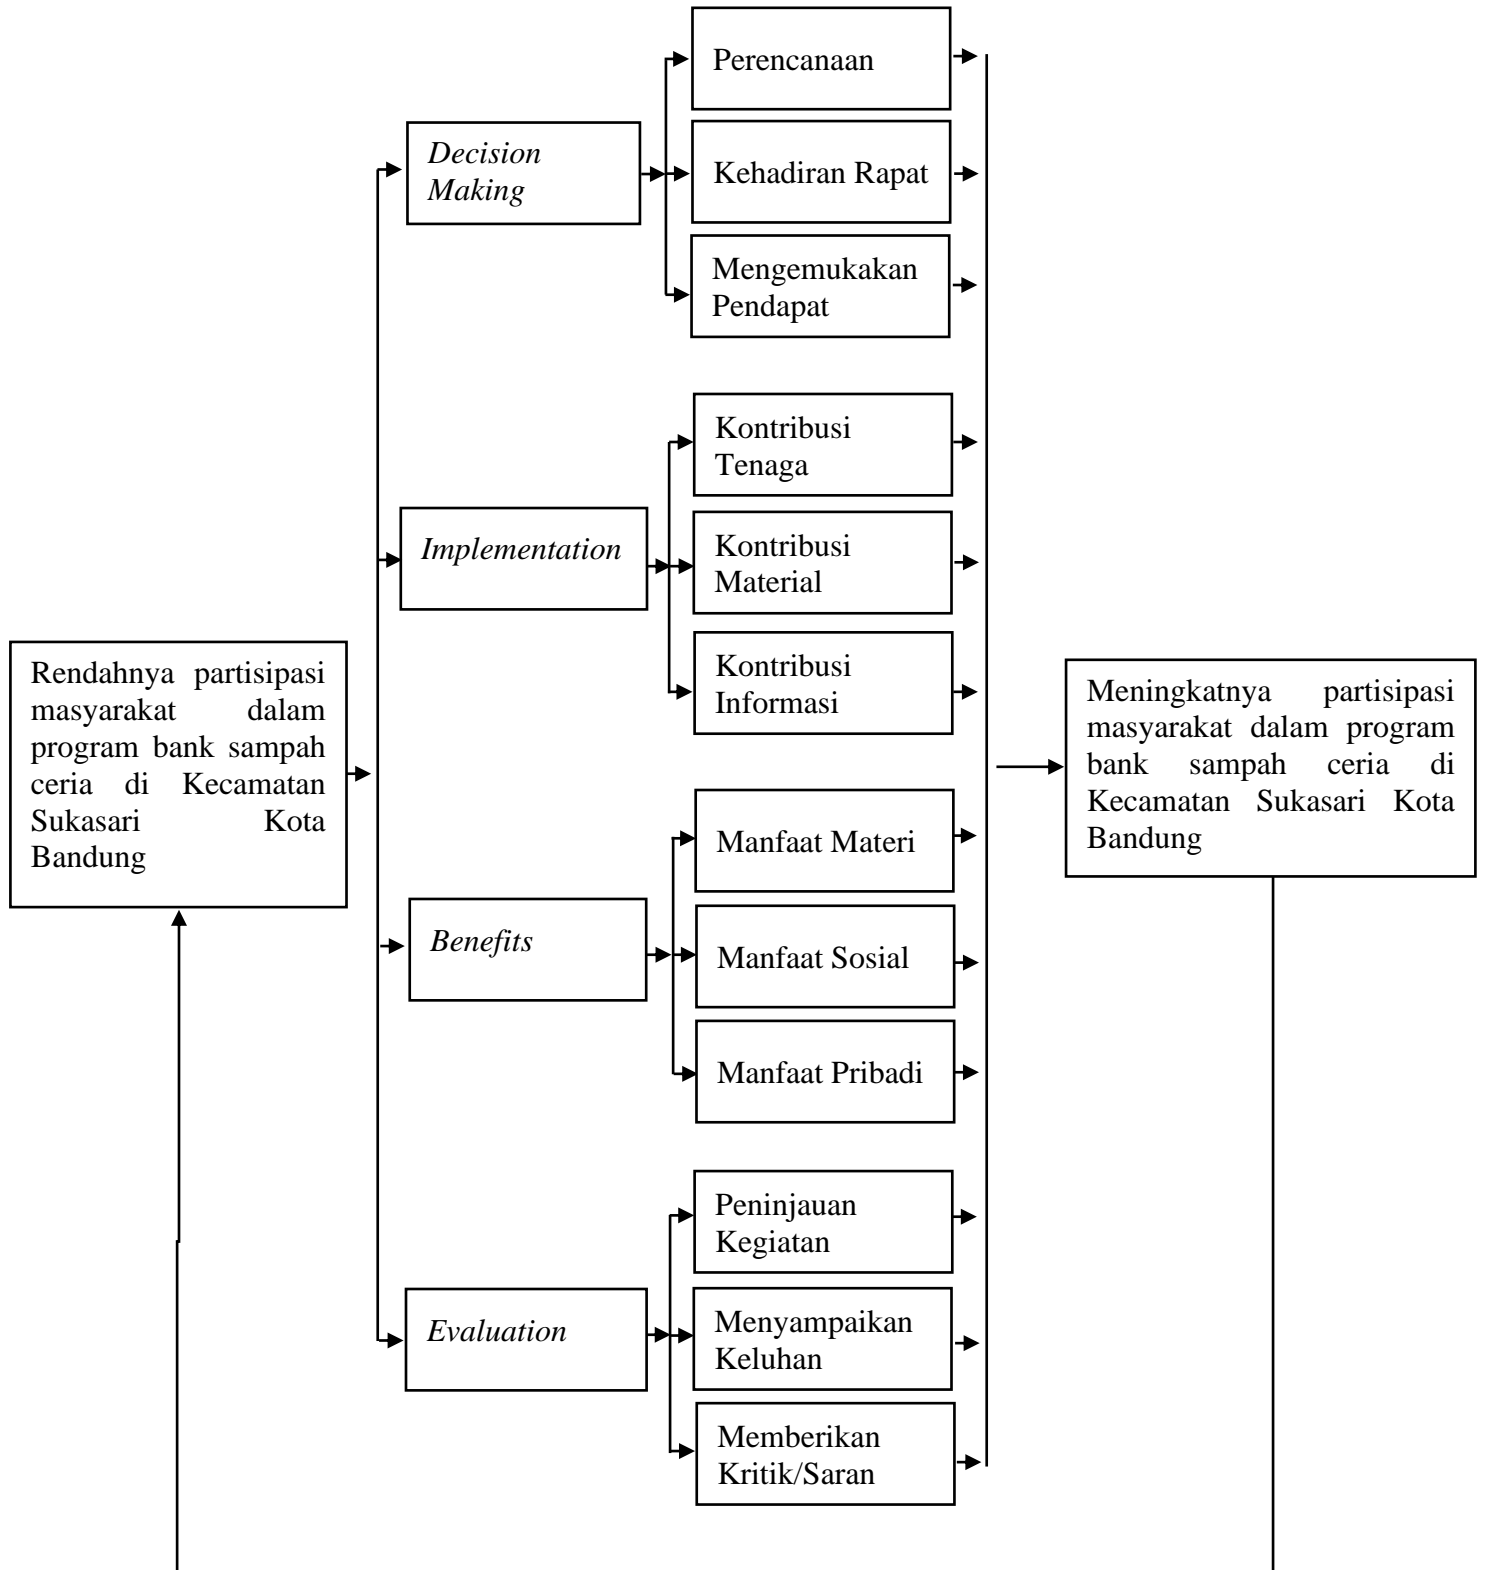 Rendahnya partisipasi
masyarakat dalam
program bank sampah
ceria di Kecamatan
Sukasari Kota
Bandung
Decision
Making
Perencanaan
Kehadiran Rapat
Mengemukakan
Pendapat
Implementation
Kontribusi
Tenaga
Kontribusi
Material
Kontribusi
Informasi
Benefits
Manfaat Materi
Manfaat Sosial
Manfaat Pribadi
Evaluation
Peninjauan
Kegiatan
Menyampaikan
Keluhan
Memberikan
Kritik/Saran
Meningkatnya partisipasi
masyarakat dalam program
bank sampah ceria di
Kecamatan Sukasari Kota
Bandung